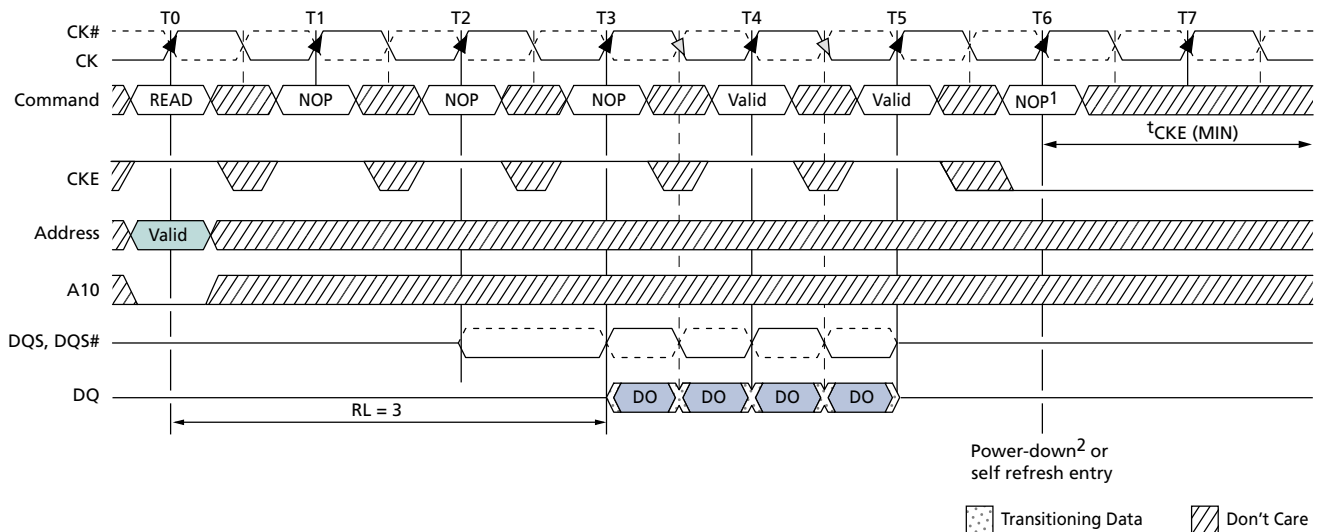 T0 T1 T2 T3 T4 T5 T6 T7
CK#
CK
Command READ NOP NOP NOP Valid Valid NOP1
tCKE (MIN)
CKE
Address Valid
A10
DQS, DQS#
DQ DO DO DO DO
RL = 3
Power-down2 or
self refresh entry
Transitioning Data Don't Care